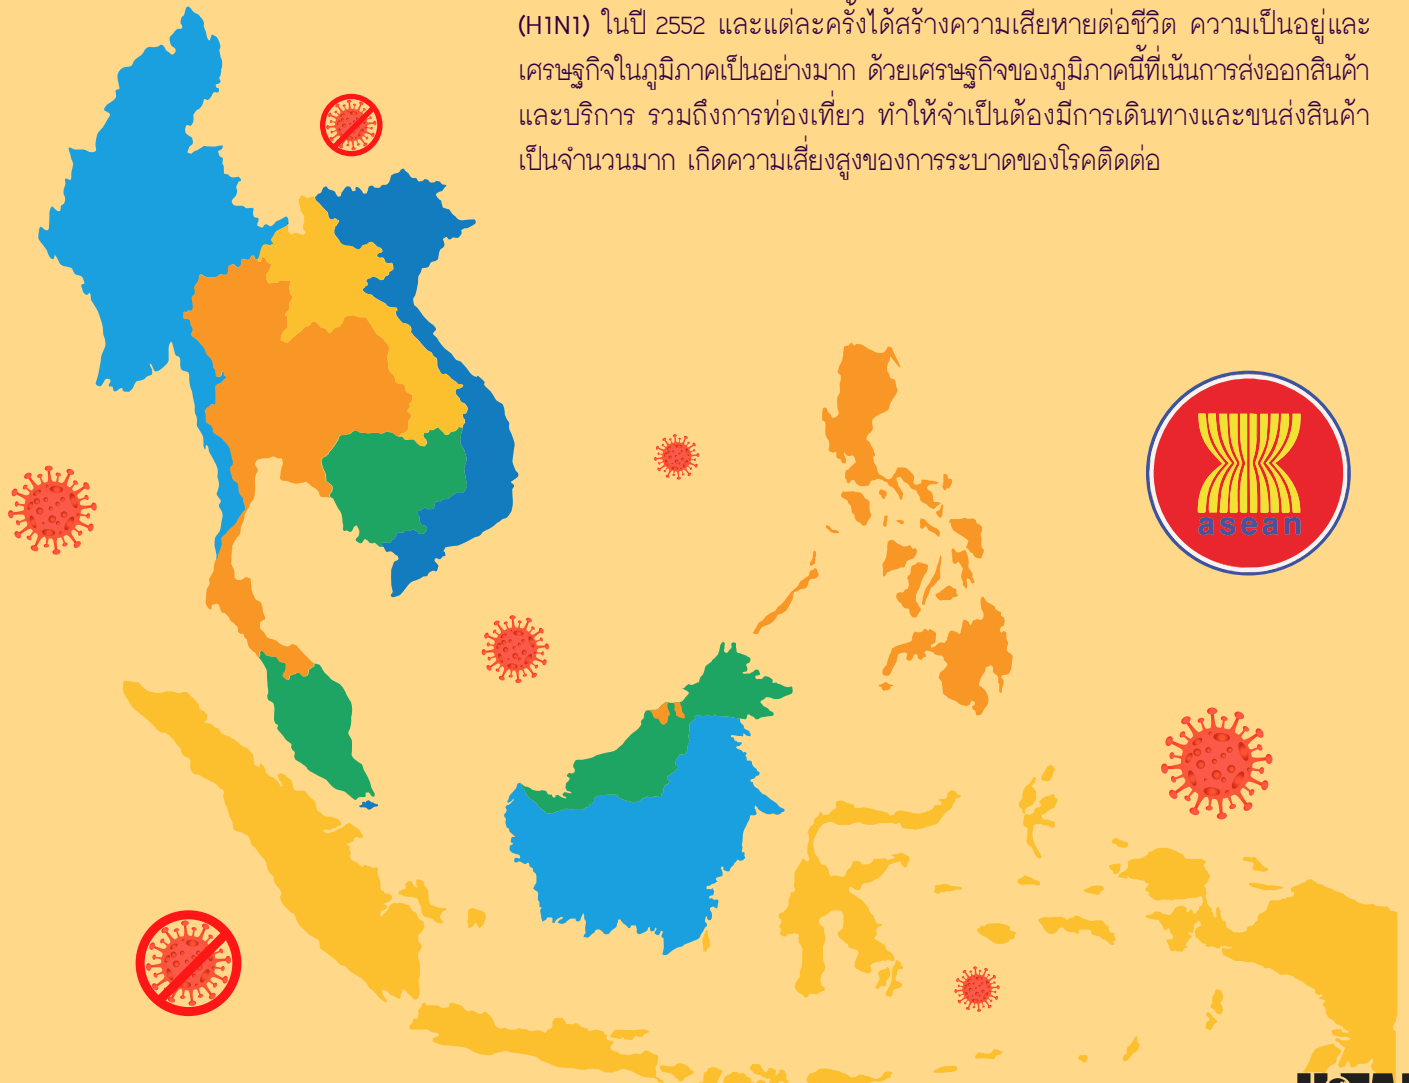 (H1N1) ในปี 2552 และแต่ละครั้งได้สร้างความเสียหายต่อชีวิต ความเป็นอยู่และ
เศรษฐกิจในภูมิภาคเป็นอย่างมาก ด้วยเศรษฐกิจของภูมิภาคนี้ที่เน้นการส่งออกสินค้า
และบริการ รวมถึงการท่องเที่ยว ทำให้จำเป็นต้องมีการเดินทางและขนส่งสินค้า
เป็นจำนวนมาก เกิดความเสี่ยงสูงของการระบาดของโรคติดต่อ
asean